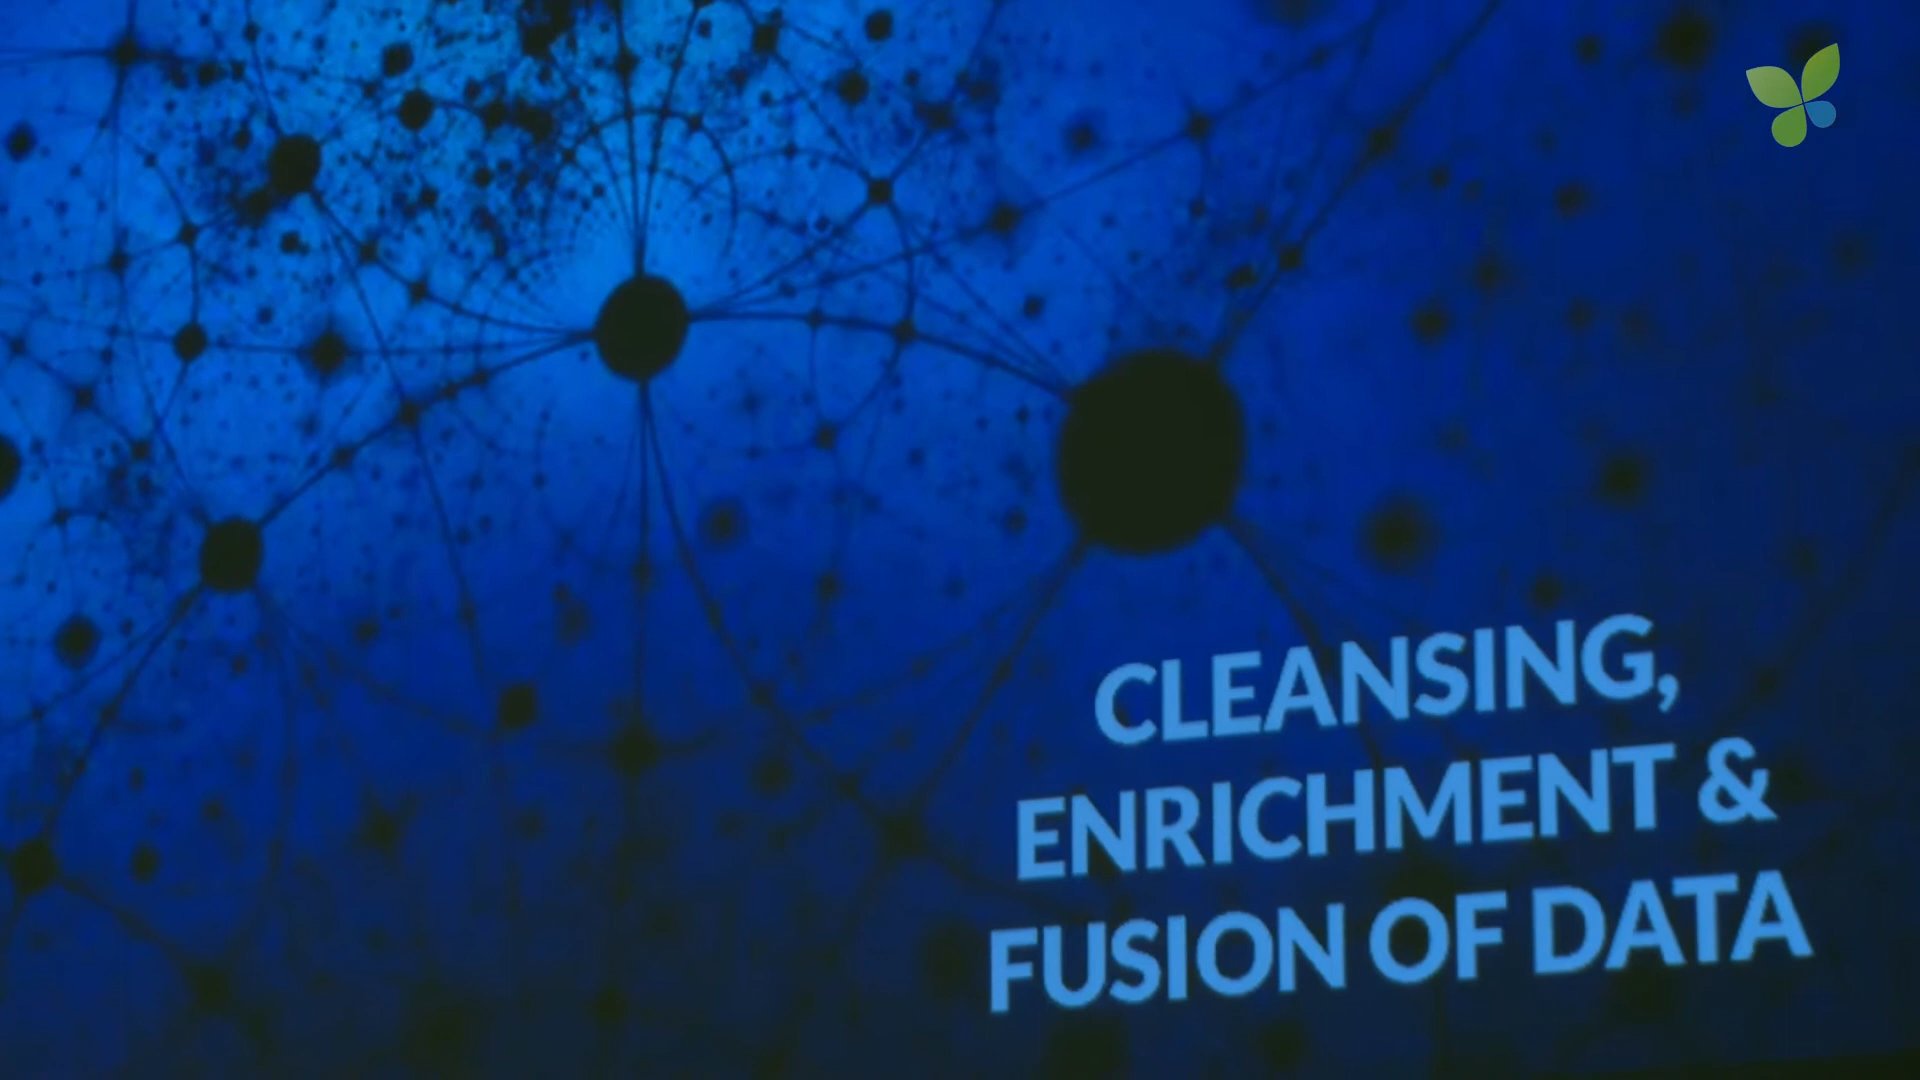 CLEANSING,
ENRICHMENT &
FUSION OF DATA